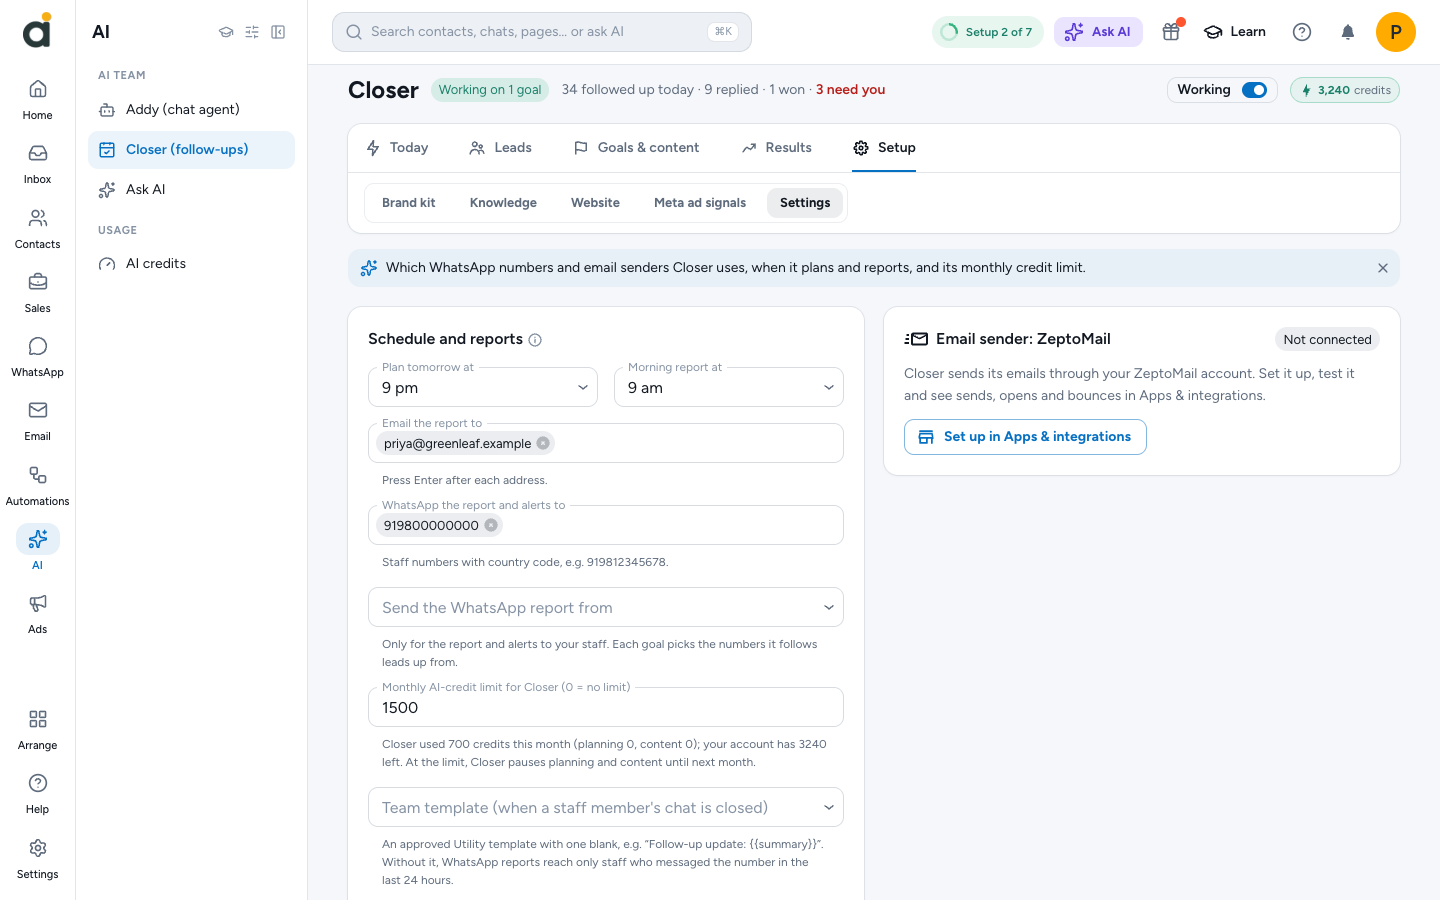 AI
Search contacts, chats, pages... or ask AI
⌘K
Setup 2 of 7
Ask AI
Learn
P
Home
Inbox
Contacts
Sales
WhatsApp
Email
Automations
AI
Ads
Arrange
Help
Settings
AI TEAM
Addy (chat agent)
Closer (follow-ups)
Ask AI
USAGE
AI credits
Closer
Working on 1 goal
34 followed up today · 9 replied · 1 won · 3 need you
Working
3,240 credits
Today
Leads
Goals & content
Results
Setup
Brand kit
Knowledge
Website
Meta ad signals
Settings
Which WhatsApp numbers and email senders Closer uses, when it plans and reports, and its monthly credit limit.
Schedule and reports
Plan tomorrow at
9 pm
Morning report at
9 am
Email the report to
priya@greenleaf.example
Press Enter after each address.
WhatsApp the report and alerts to
919800000000
Staff numbers with country code, e.g. 919812345678.
Send the WhatsApp report from
Only for the report and alerts to your staff. Each goal picks the numbers it follows
leads up from.
Monthly AI-credit limit for Closer (0 = no limit)
1500
Closer used 700 credits this month (planning 0, content 0); your account has 3240
left. At the limit, Closer pauses planning and content until next month.
Team template (when a staff member's chat is closed)
An approved Utility template with one blank, e.g. "Follow-up update: {{summary}}".
Without it, WhatsApp reports reach only staff who messaged the number in the
last 24 hours.
Email sender: ZeptoMail
Not connected
Closer sends its emails through your ZeptoMail account. Set it up, test it
and see sends, opens and bounces in Apps & integrations.
Set up in Apps & integrations